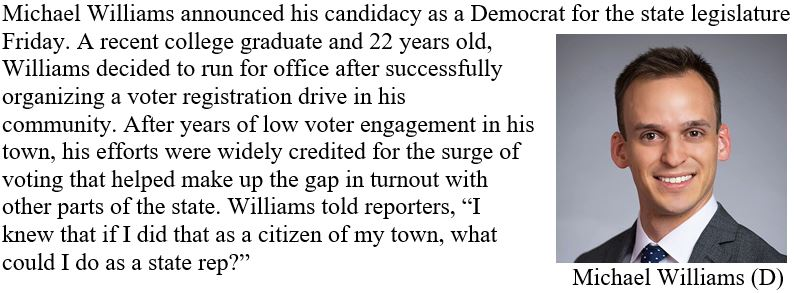 Michael Williams announced his candidacy as a Democrat for the state legislature
Friday. A recent college graduate and 22 years old,
Williams decided to run for office after successfully
organizing a voter registration drive in his
community. After years of low voter engagement in his
town, his efforts were widely credited for the surge of
voting that helped make up the gap in turnout with
other parts of the state. Williams told reporters, “I
knew that if I did that as a citizen of my town, what
could I do as a state rep?”
Michael Williams (D)